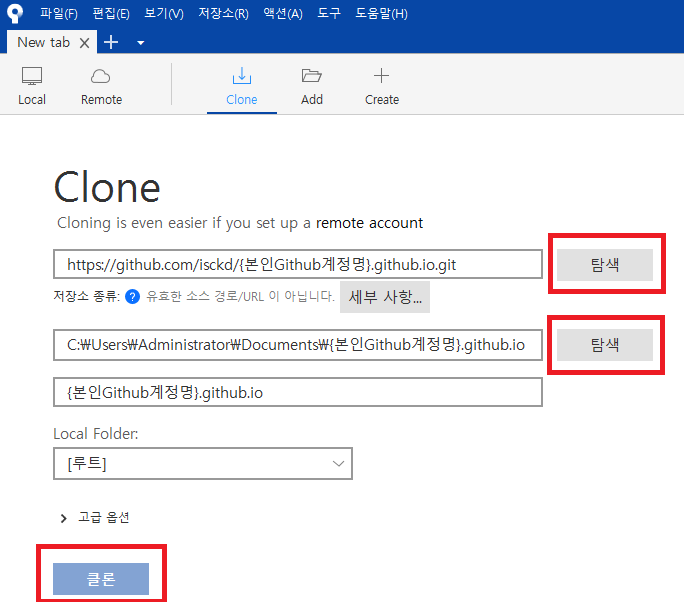 파일(F) 편집(E) 보기(V) 저장소(R) 액션(A) 도구 도움말(H)
New tab
Local Remote Clone Add Create
Clone
Cloning is even easier if you set up a remote account
https://github.com/isckd/{본인Github계정명}.github.io.git 탐색
저장소 종류: ? 유효한 소스 경로/URL 이 아닙니다. 세부 사항...
C:₩Users₩Administrator₩Documents₩{본인Github계정명}.github.io 탐색
{본인Github계정명}.github.io
Local Folder:
[루트]
고급 옵션
클론